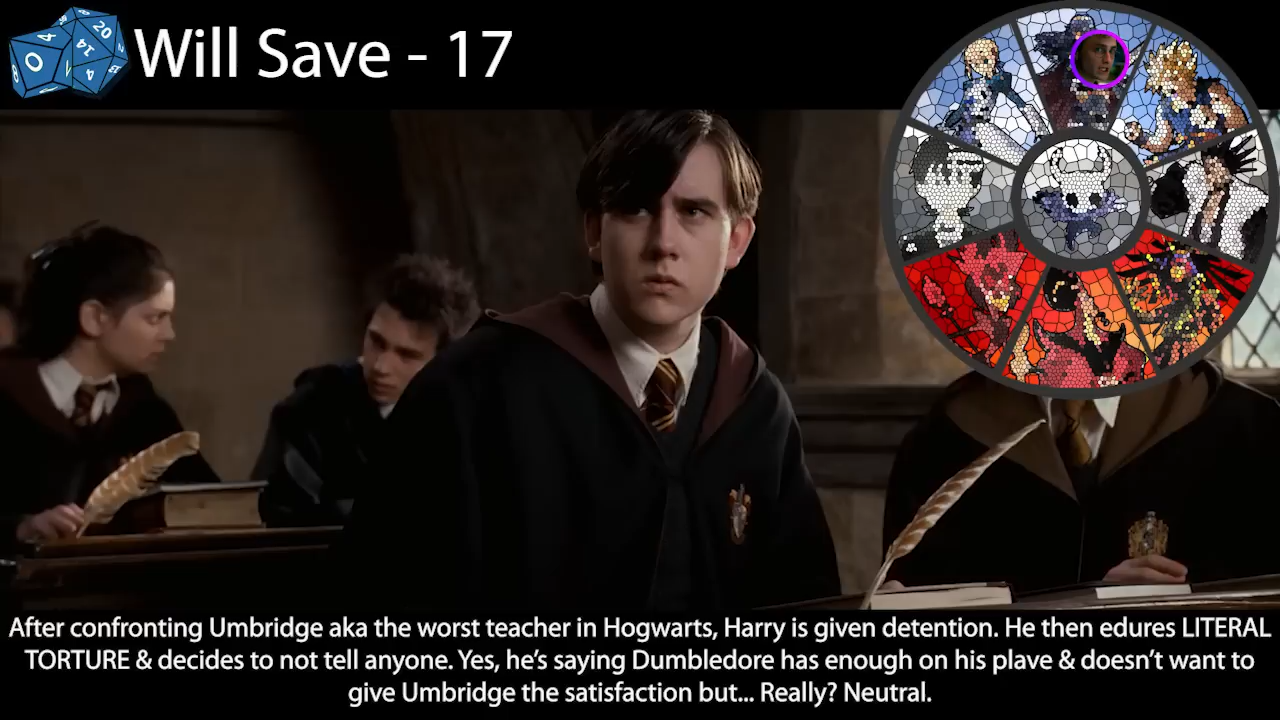 Will Save - 17
After confronting Umbridge aka the worst teacher in Hogwarts, Harry is given detention. He then edures LITERAL
TORTURE & decides to not tell anyone. Yes, he's saying Dumbledore has enough on his plave & doesn't want to
give Umbridge the satisfaction but... Really? Neutral.